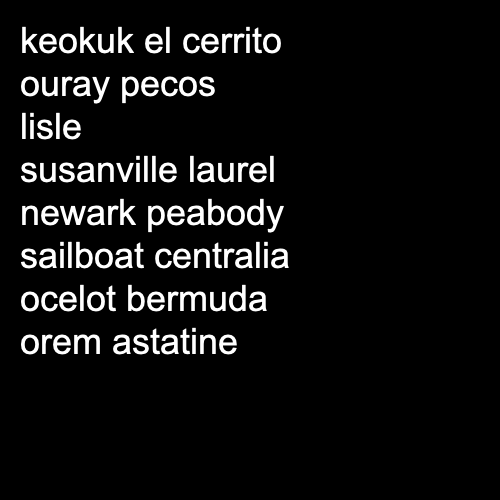 keokuk el cerrito
ouray pecos
lisle
susanville laurel
newark peabody
sailboat centralia
ocelot bermuda
orem astatine